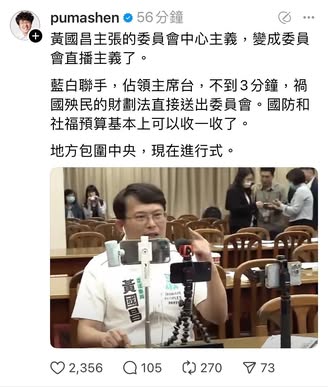 pumashen 56分鐘
黃國昌主張的委員會中心主義，變成委員
會直播主義了。
藍白聯手，佔領主席台，不到3分鐘，禍
國殃民的財劃法直接送出委員會。國防和
社福預算基本上可以收一收了。
地方包圍中央，現在進行式。
黃國昌
2,356 105 270 73